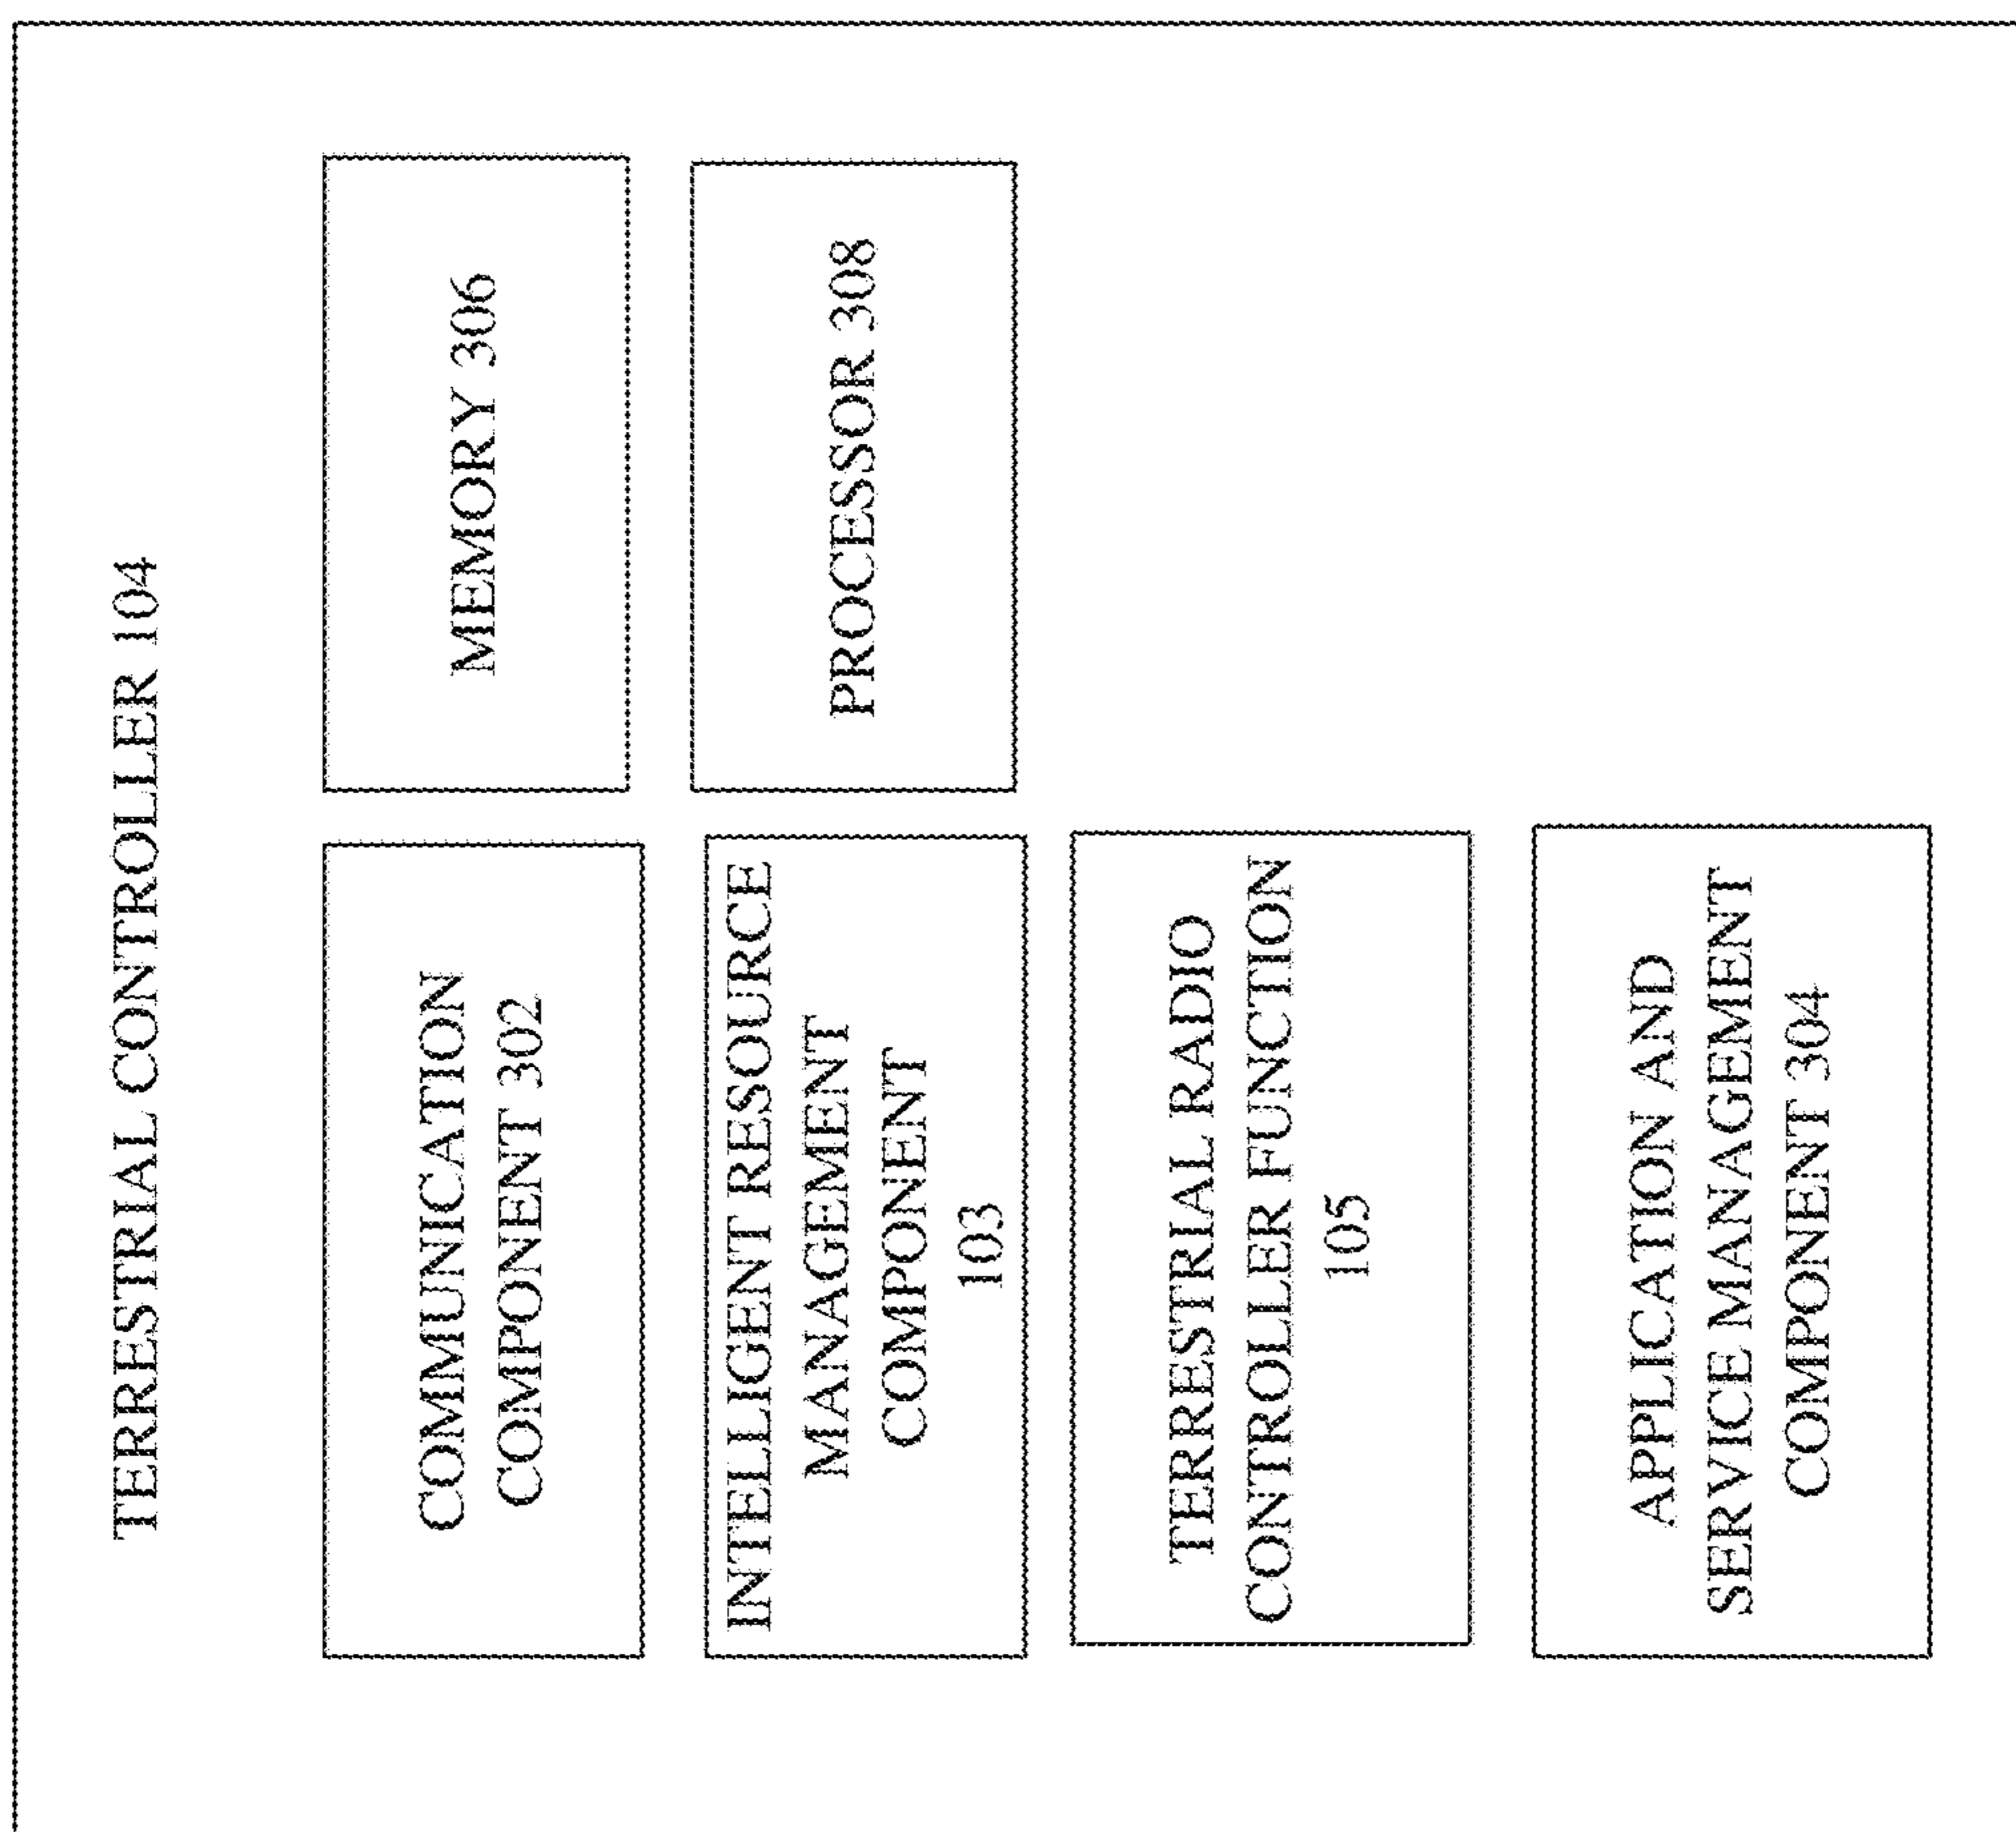 TERRESTRIAL CONTROLLER 104
COMMUNICATION
COMPONENT 302
MEMORY 306
INTELLIGENT RESOURCE
MANAGEMENT
COMPONENT
103
PROCESSOR 308
TERRESTRIAL RADIO
CONTROLLER FUNCTION
105
APPLICATION AND
SERVICE MANAGEMENT
COMPONENT 304